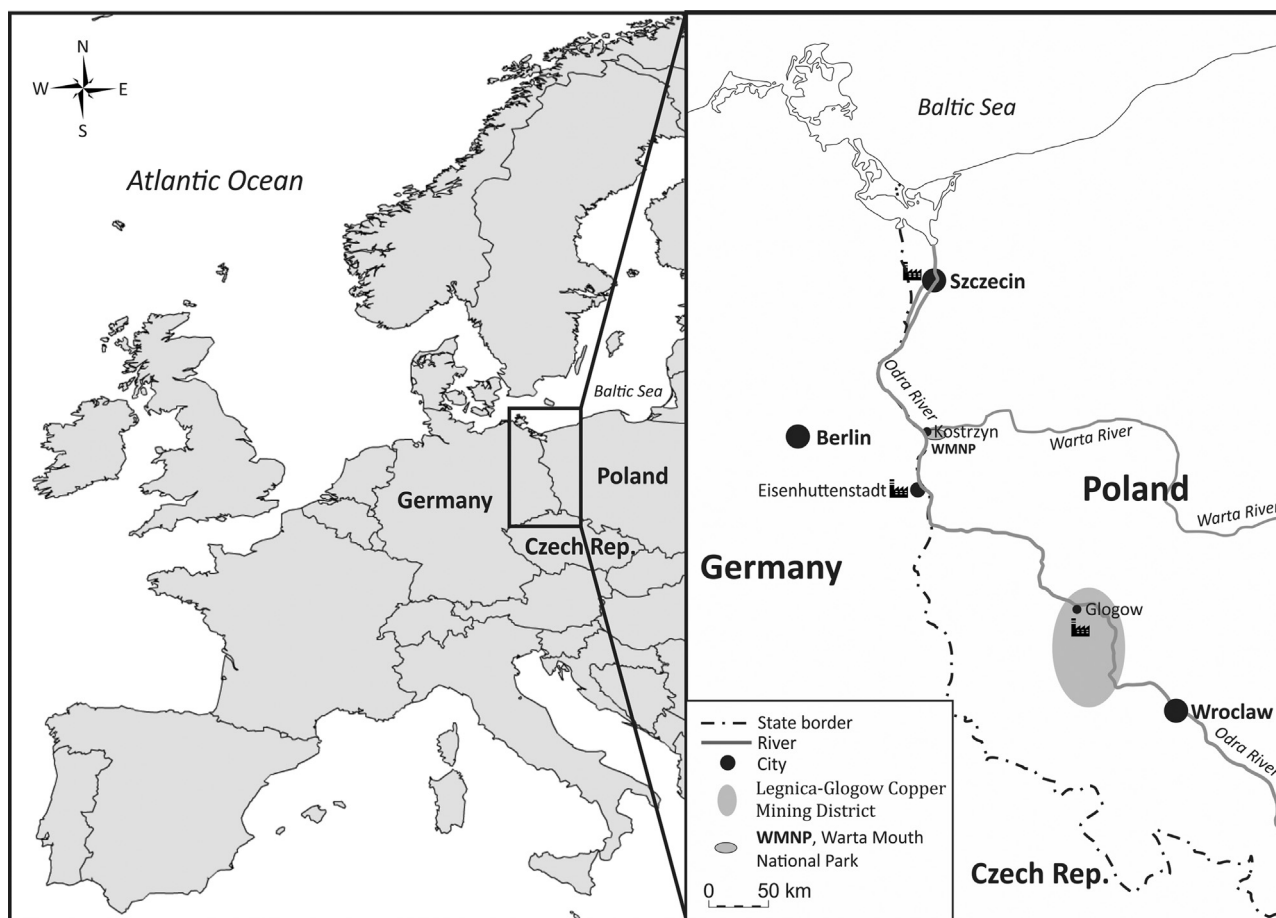 N
W
E
S
Atlantic Ocean
Baltic Sea
Germany
Poland
Czech Rep.
Baltic Sea
Szczecin
Odra River
Kostrzyn
WMNP
Warta River
Berlin
Poland
Eisenhuttenstadt
Warta River
Germany
Glogow
Wroclaw
Odra River
Czech Rep.
State border
River
City
Legnica-Glogow Copper
Mining District
WMNP, Warta Mouth
National Park
0 50 km